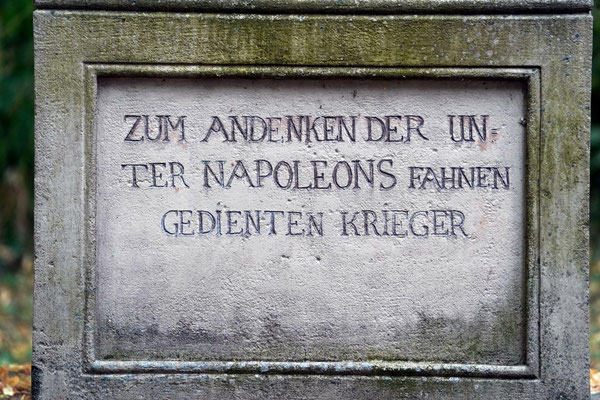 ZUM ANDENKEN DER UN=
TER NAPOLEONS FAHNEN
GEDIENTEN KRIEGER